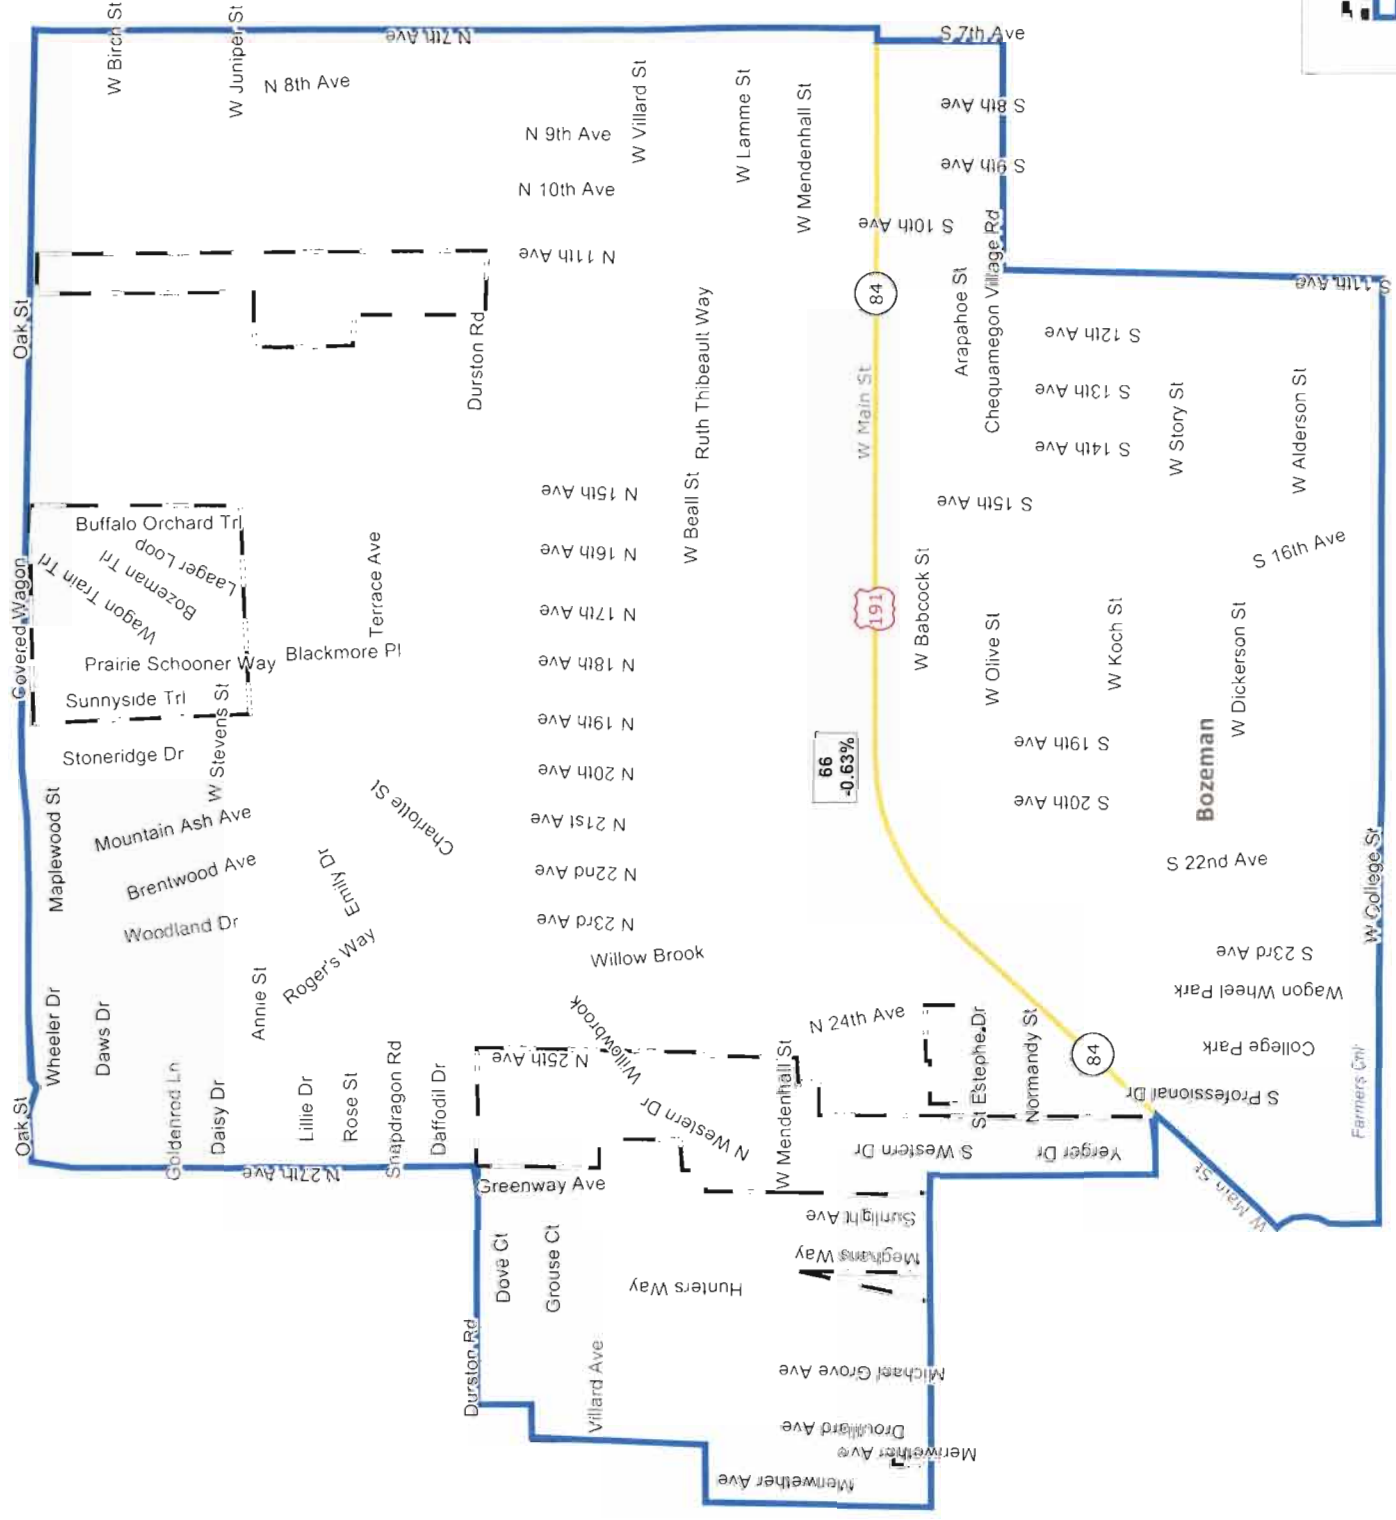 W Birch St
W Juniper St
N 7th Ave
S 7th Ave
N 8th Ave
W Villard St
W Lamme St
W Mendenhall St
S 8th Ave
N 9th Ave
S 9th Ave
N 10th Ave
S 10th Ave
N 11th Ave
Chequamegon Village Rd
S 11th Ave
84
Oak St
Arapahoe St
S 12th Ave
Durston Rd
Ruth Thibeault Way
W Main St
S 13th Ave
W Story St
W Alderson St
S 14th Ave
N 15th Ave
S 15th Ave
W Beall St
Buffalo Orchard Trl
Laager Loop
Bozeman Trl
Wagon Train Trl
N 16th Ave
S 16th Ave
Terrace Ave
Covered Wagon
N 17th Ave
191
W Babcock St
W Olive St
W Koch St
W Dickerson St
Prairie Schooner Way
Blackmore Pl
N 18th Ave
Sunnyside Trl
W Stevens St
N 19th Ave
S 19th Ave
Stoneridge Dr
N 20th Ave
66
-0.63%
S 20th Ave
Bozeman
Maplewood St
Mountain Ash Ave
Charlotte St
N 21st Ave
Brentwood Ave
Emily Dr
N 22nd Ave
S 22nd Ave
W College St
Woodland Dr
N 23rd Ave
Roger's Way
Willow Brook
S 23rd Ave
Wagon Wheel Park
Annie St
Wheeler Dr
Daws Dr
N 24th Ave
Willowbrook
N 25th Ave
St Estephe Dr
Normandy St
84
College Park
Farmers Cnl
S Professional Dr
Oak St
Goldenrod Ln
Daisy Dr
Lillie Dr
Rose St
Snapdragon Rd
Daffodil Dr
N Western Dr
W Mendenhall St
S Western Dr
Yerger Dr
N 27th Ave
Greenway Ave
W Main St
Sunlight Ave
Meghans Way
Dove Ct
Grouse Ct
Hunters Way
Durston Rd
Villard Ave
Michael Grove Ave
Drouillard Ave
Meriwether Ave
Meriwether Ave